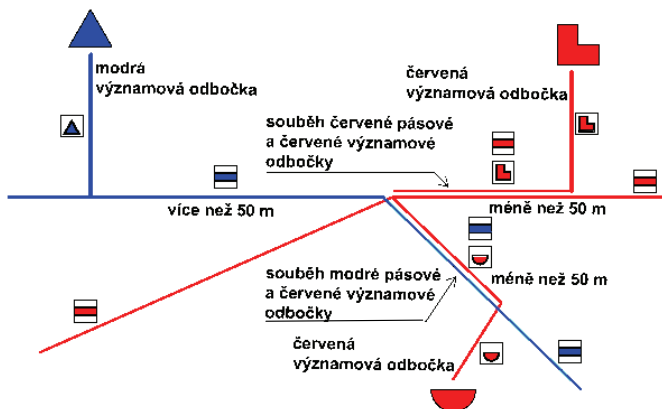 modrá
významová odbočka
červená
významová odbočka
souběh červené pásové
a červené významové
odbočky
více než 50 m
méně než 50 m
méně než 50 m
souběh modré pásové
a červené významové
odbočky
červená
významová odbočka